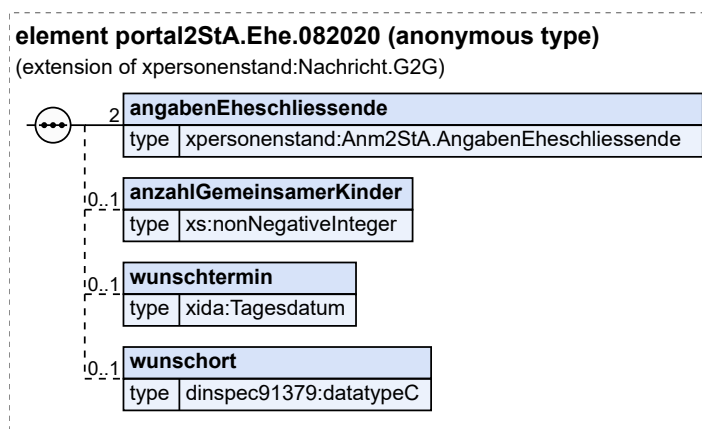 element portal2StA.Ehe.082020 (anonymous type)
(extension of xpersonenstand:Nachricht.G2G)
2 angabenEheschliessende
type xpersonenstand:Anm2StA.AngabenEheschliessende
0..1 anzahlGemeinsamerKinder
type xs:nonNegativeInteger
0..1 wunschtermin
type xida:Tagesdatum
0..1 wunschort
type dinspec91379:datatypeC